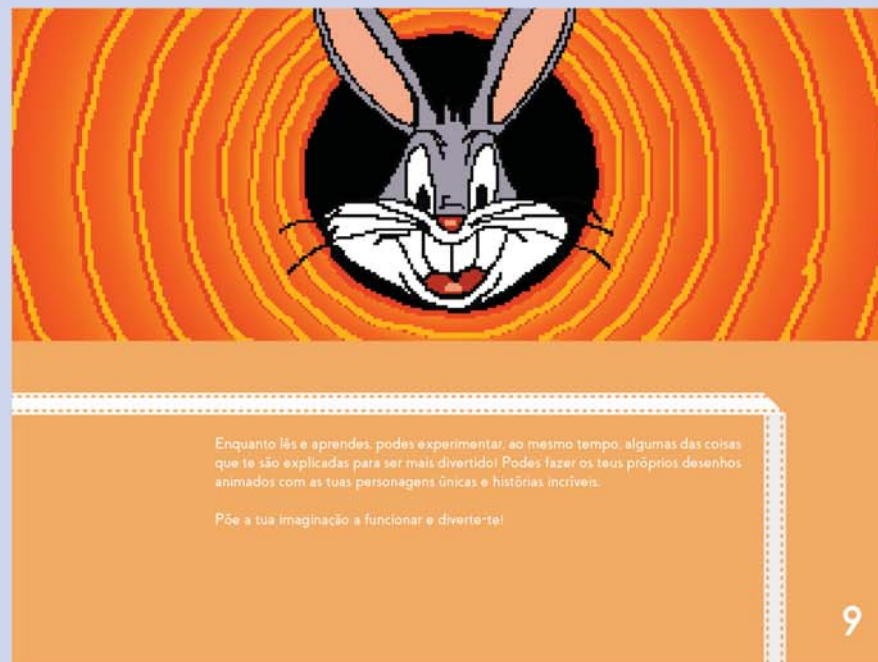 Enquanto lês e aprendes, podes experimentar, ao mesmo tempo, algumas das coisas
que te são explicadas para ser mais divertido! Podes fazer os teus próprios desenhos
animados com as tuas personagens únicas e histórias incríveis.
Põe a tua imaginação a funcionar e diverte-te!
9